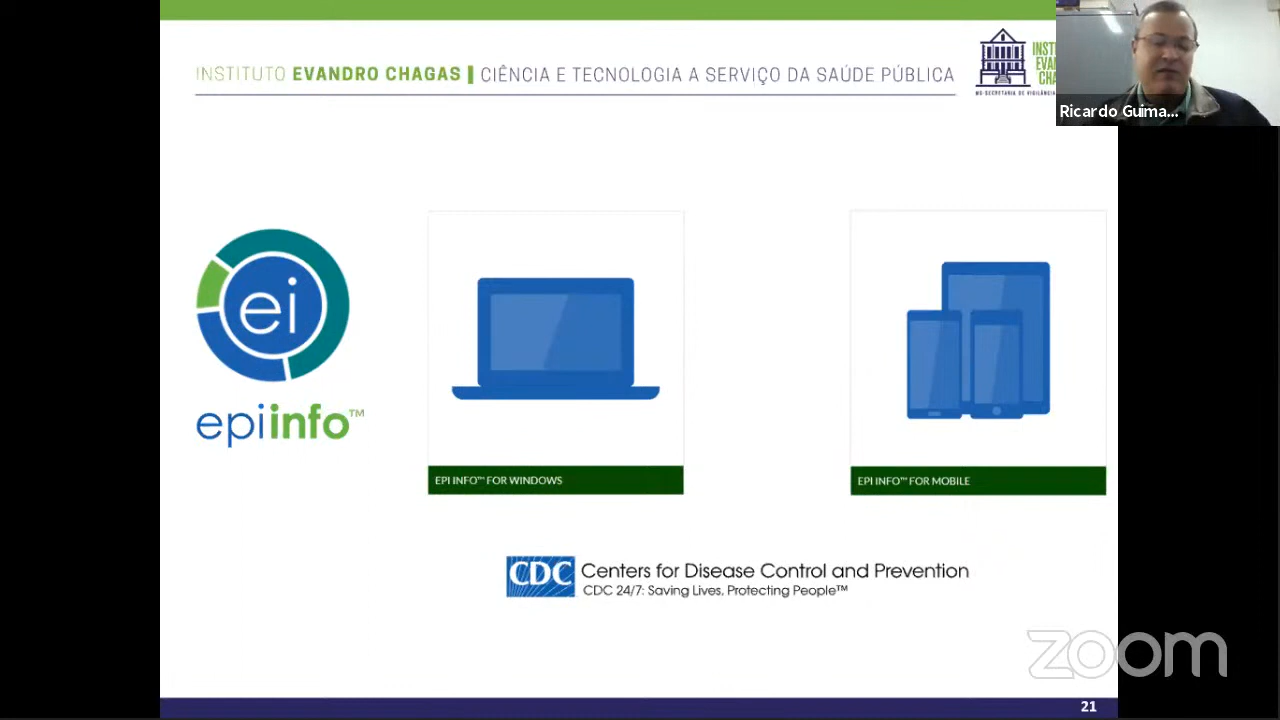 INSTITUTO EVANDRO CHAGAS | CIÊNCIA E TECNOLOGIA A SERVIÇO DA SAÚDE PÚBLICA
Ricardo Guima...
ei
epiinfo™
EPI INFO™ FOR WINDOWS
EPI INFO™ FOR MOBILE
CDC Centers for Disease Control and Prevention
CDC 24/7: Saving Lives, Protecting People™
zoom
21